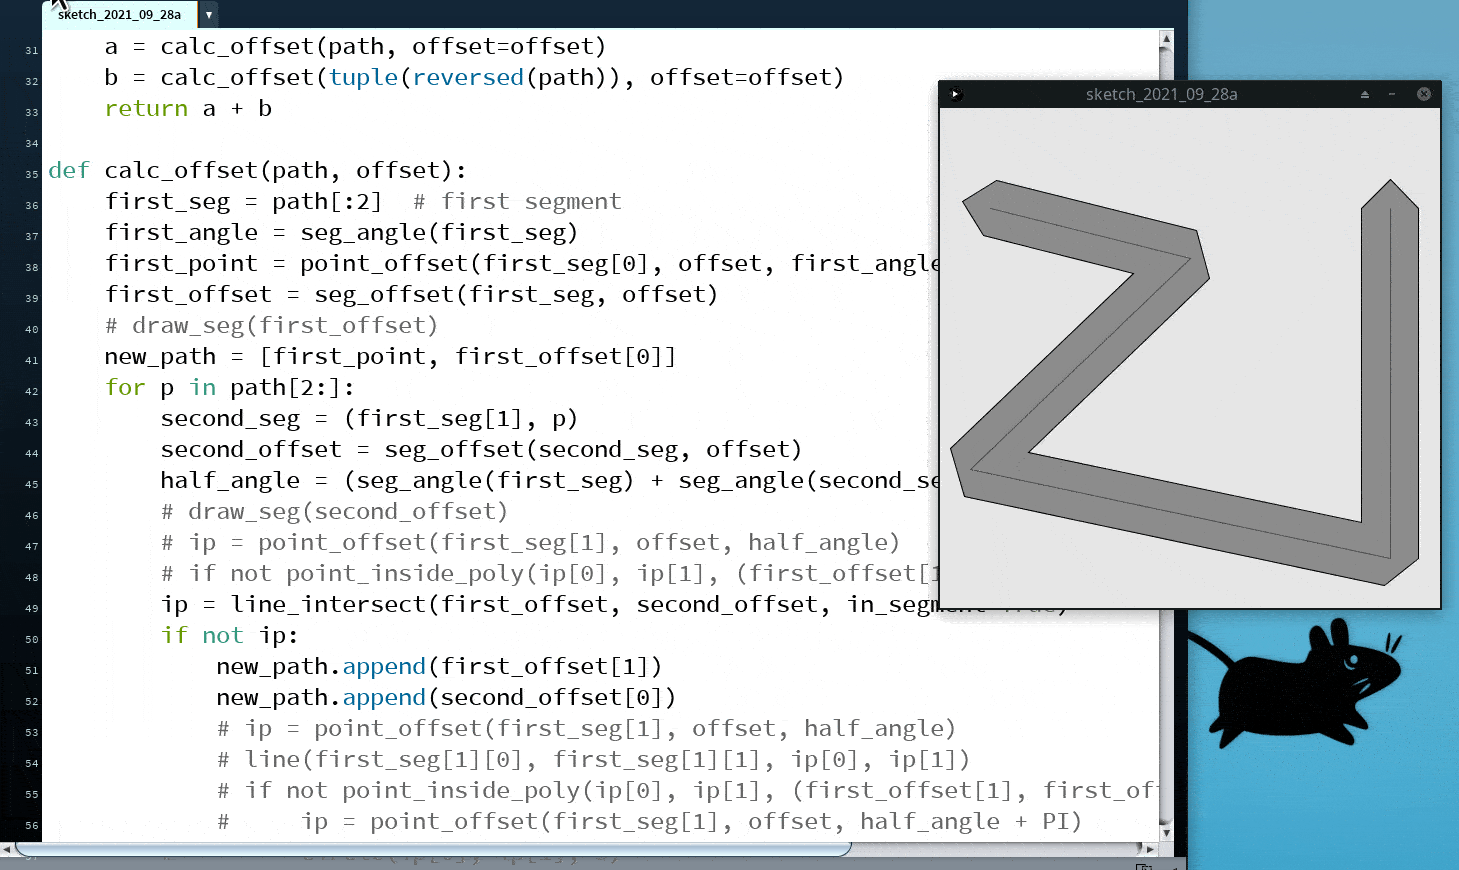 sketch_2021_09_28a
31 a = calc_offset(path, offset=offset)
32 b = calc_offset(tuple(reversed(path)), offset=offset)
33 return a + b
34
35 def calc_offset(path, offset):
36 first_seg = path[:2]  # first segment
37 first_angle = seg_angle(first_seg)
38 first_point = point_offset(first_seg[0], offset, first_angle
39 first_offset = seg_offset(first_seg, offset)
40 # draw_seg(first_offset)
41 new_path = [first_point, first_offset[0]]
42 for p in path[2:]:
43 second_seg = (first_seg[1], p)
44 second_offset = seg_offset(second_seg, offset)
45 half_angle = (seg_angle(first_seg) + seg_angle(second_se
46 # draw_seg(second_offset)
47 # ip = point_offset(first_seg[1], offset, half_angle)
48 # if not point_inside_poly(ip[0], ip[1], (first_offset[1
49 ip = line_intersect(first_offset, second_offset, in_segm
50 if not ip:
51 new_path.append(first_offset[1])
52 new_path.append(second_offset[0])
53 # ip = point_offset(first_seg[1], offset, half_angle)
54 # line(first_seg[1][0], first_seg[1][1], ip[0], ip[1])
55 # if not point_inside_poly(ip[0], ip[1], (first_offset[1], first_of
56 #     ip = point_offset(first_seg[1], offset, half_angle + PI)
sketch_2021_09_28a